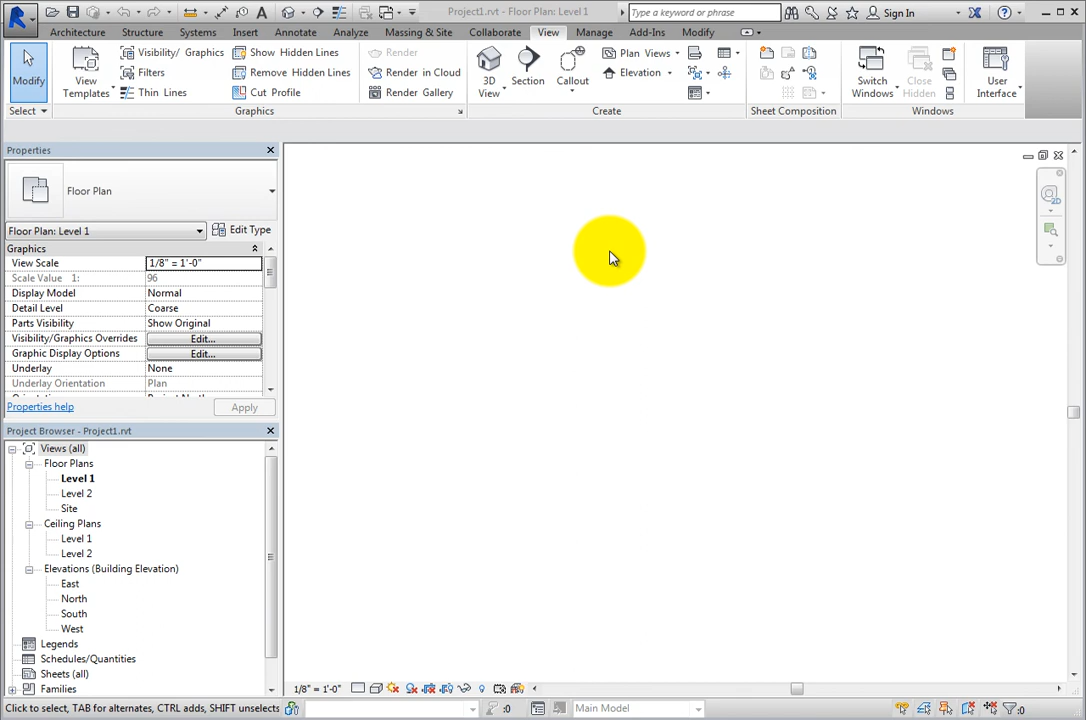 Project1.rvt - Floor Plan: Level 1
Type a keyword or phrase
Sign In
Architecture Structure Systems Insert Annotate Analyze Massing & Site Collaborate View Manage Add-Ins Modify
Modify
Select
View Templates
Visibility/ Graphics
Filters
Thin Lines
Show Hidden Lines
Remove Hidden Lines
Cut Profile
Graphics
Render
Render in Cloud
Render Gallery
3D View
Section
Callout
Plan Views
Elevation
Create
Sheet Composition
Switch Windows
Close Hidden
User Interface
Windows
Properties
Floor Plan
Floor Plan: Level 1
Edit Type
Graphics
View Scale 1/8" = 1'-0"
Scale Value 1: 96
Display Model Normal
Detail Level Coarse
Parts Visibility Show Original
Visibility/Graphics Overrides Edit...
Graphic Display Options Edit...
Underlay None
Underlay Orientation Plan
Properties help
Apply
Project Browser - Project1.rvt
Views (all)
Floor Plans
Level 1
Level 2
Site
Ceiling Plans
Level 1
Level 2
Elevations (Building Elevation)
East
North
South
West
Legends
Schedules/Quantities
Sheets (all)
Families
2D
1/8" = 1'-0"
Click to select, TAB for alternates, CTRL adds, SHIFT unselects
:0
Main Model
:0